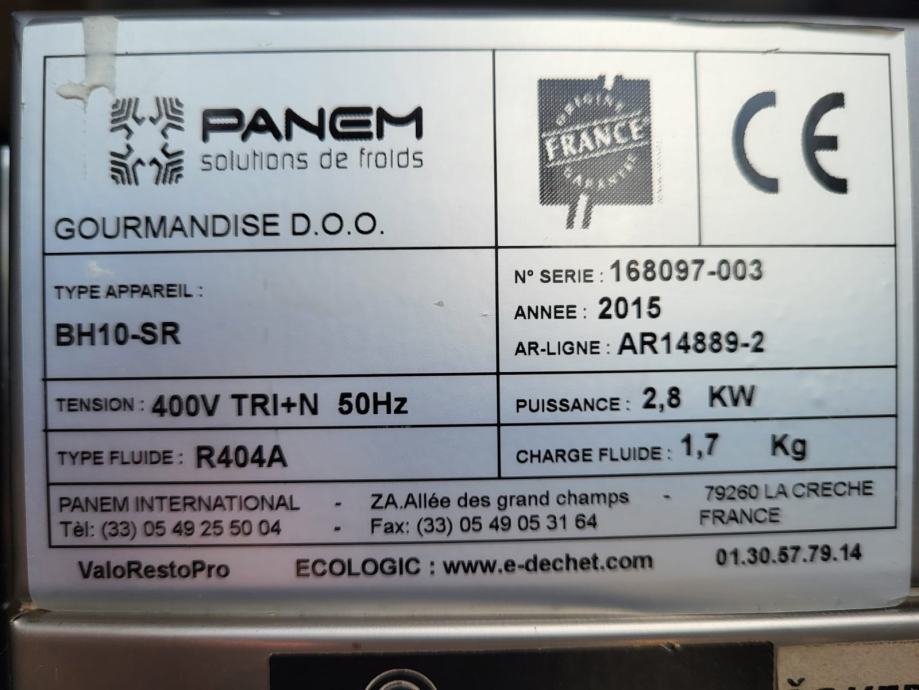 PANEM
solutions de froids
GOURMANDISE D.O.O.
ORIGINE
FRANCE
GARANTIE
CE
TYPE APPAREIL :
BH10-SR
N° SERIE : 168097-003
ANNEE : 2015
AR-LIGNE : AR14889-2
TENSION : 400V TRI+N 50Hz
PUISSANCE : 2,8 KW
TYPE FLUIDE : R404A
CHARGE FLUIDE : 1,7 Kg
PANEM INTERNATIONAL - ZA.Allée des grand champs - 79260 LA CRECHE
Tèl: (33) 05 49 25 50 04 - Fax: (33) 05 49 05 31 64 FRANCE
ValoRestoPro ECOLOGIC : www.e-dechet.com 01.30.57.79.14